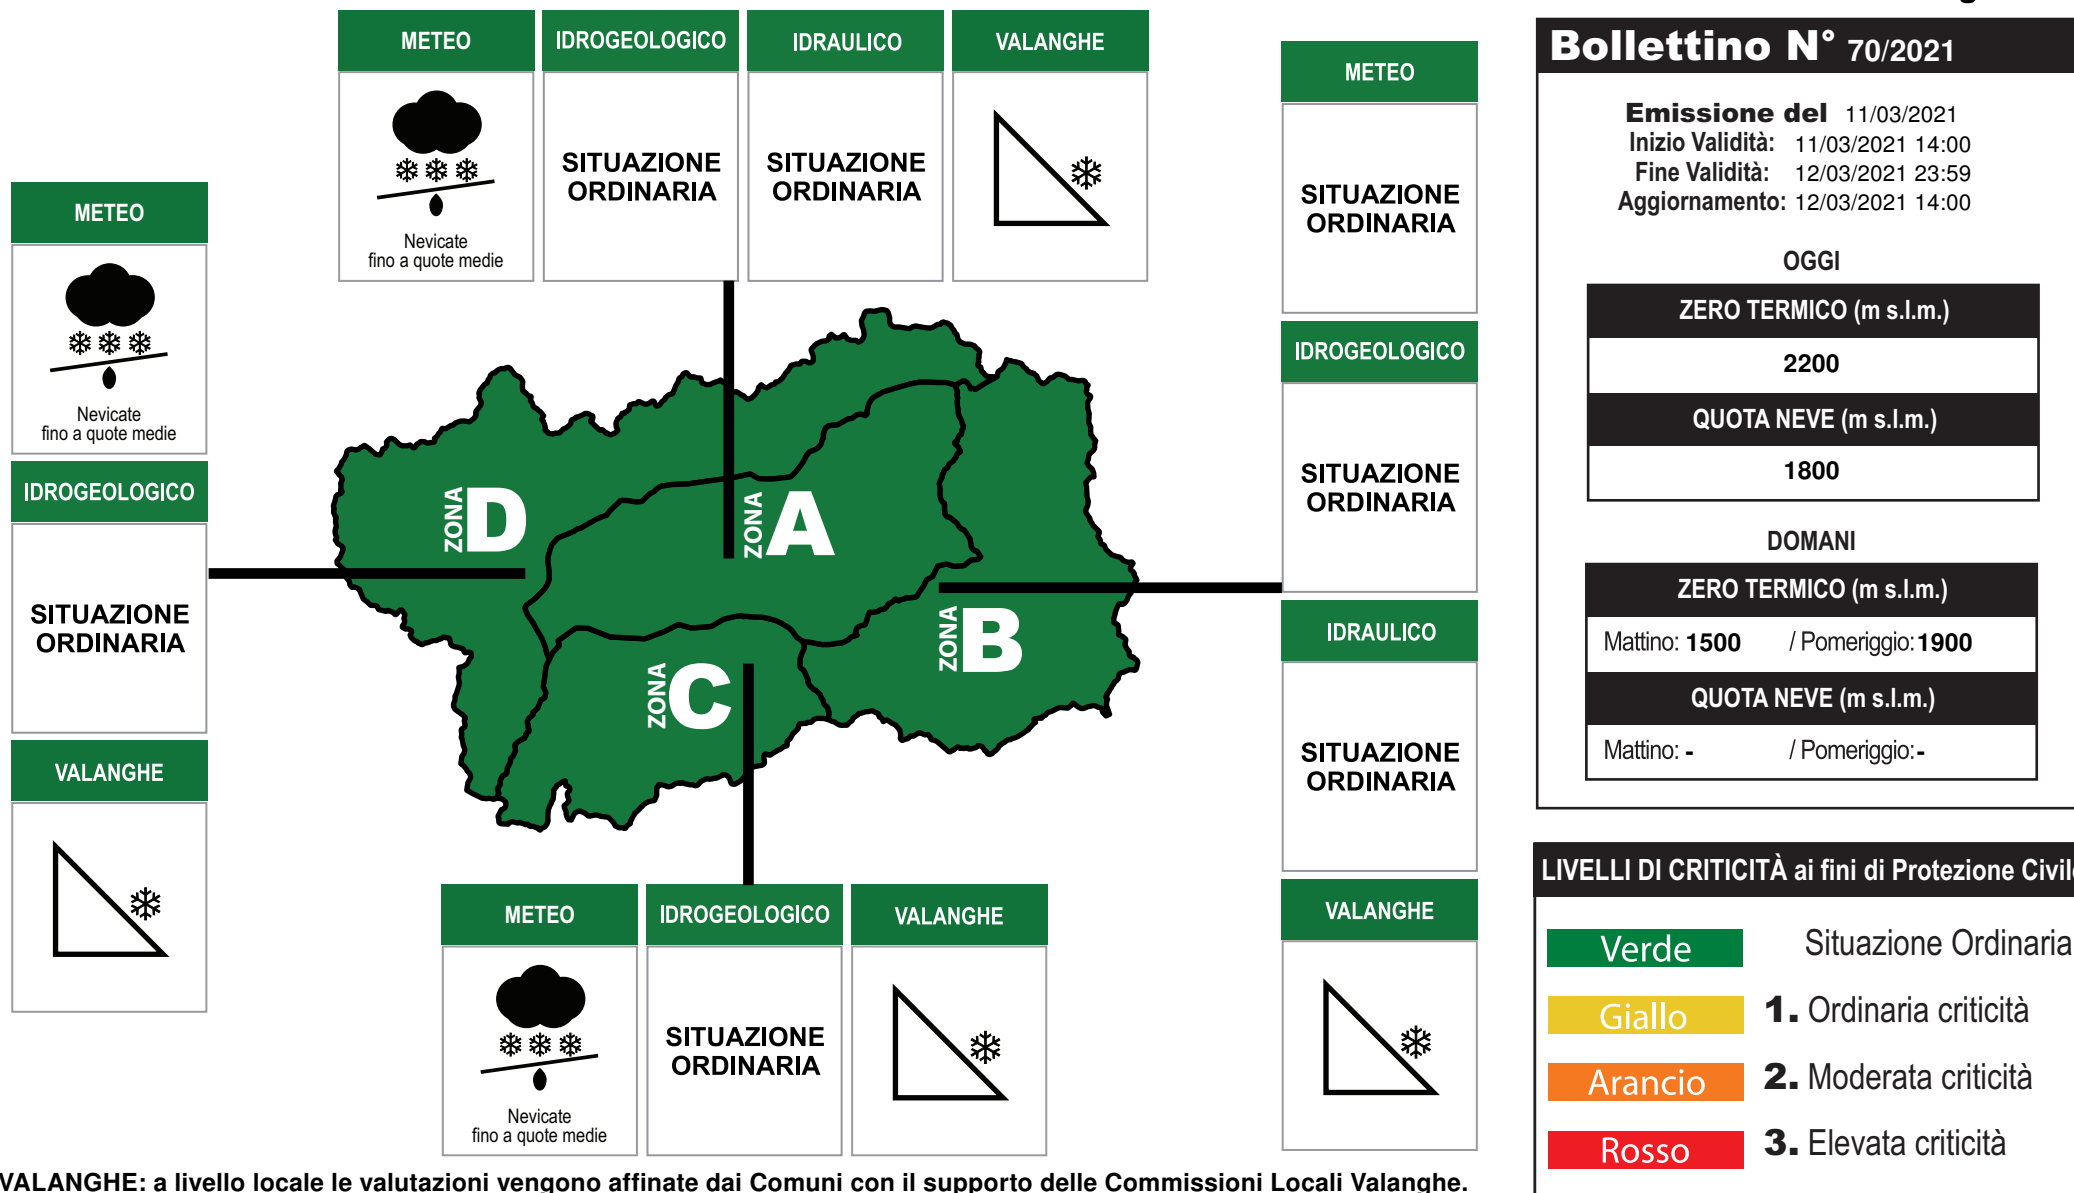 METEO
Nevicate
fino a quote medie
IDROGEOLOGICO
SITUAZIONE
ORDINARIA
IDRAULICO
SITUAZIONE
ORDINARIA
VALANGHE
METEO
Nevicate
fino a quote medie
IDROGEOLOGICO
SITUAZIONE
ORDINARIA
VALANGHE
ZONA D
ZONA A
ZONA B
ZONA C
METEO
SITUAZIONE
ORDINARIA
IDROGEOLOGICO
SITUAZIONE
ORDINARIA
IDRAULICO
SITUAZIONE
ORDINARIA
VALANGHE
METEO
Nevicate
fino a quote medie
IDROGEOLOGICO
SITUAZIONE
ORDINARIA
VALANGHE
Bollettino N° 70/2021
Emissione del 11/03/2021
Inizio Validità: 11/03/2021 14:00
Fine Validità: 12/03/2021 23:59
Aggiornamento: 12/03/2021 14:00
OGGI
ZERO TERMICO (m s.l.m.)
2200
QUOTA NEVE (m s.l.m.)
1800
DOMANI
ZERO TERMICO (m s.l.m.)
Mattino: 1500 / Pomeriggio: 1900
QUOTA NEVE (m s.l.m.)
Mattino: - / Pomeriggio: -
LIVELLI DI CRITICITÀ ai fini di Protezione Civile
Verde Situazione Ordinaria
Giallo 1. Ordinaria criticità
Arancio 2. Moderata criticità
Rosso 3. Elevata criticità
VALANGHE: a livello locale le valutazioni vengono affinate dai Comuni con il supporto delle Commissioni Locali Valanghe.